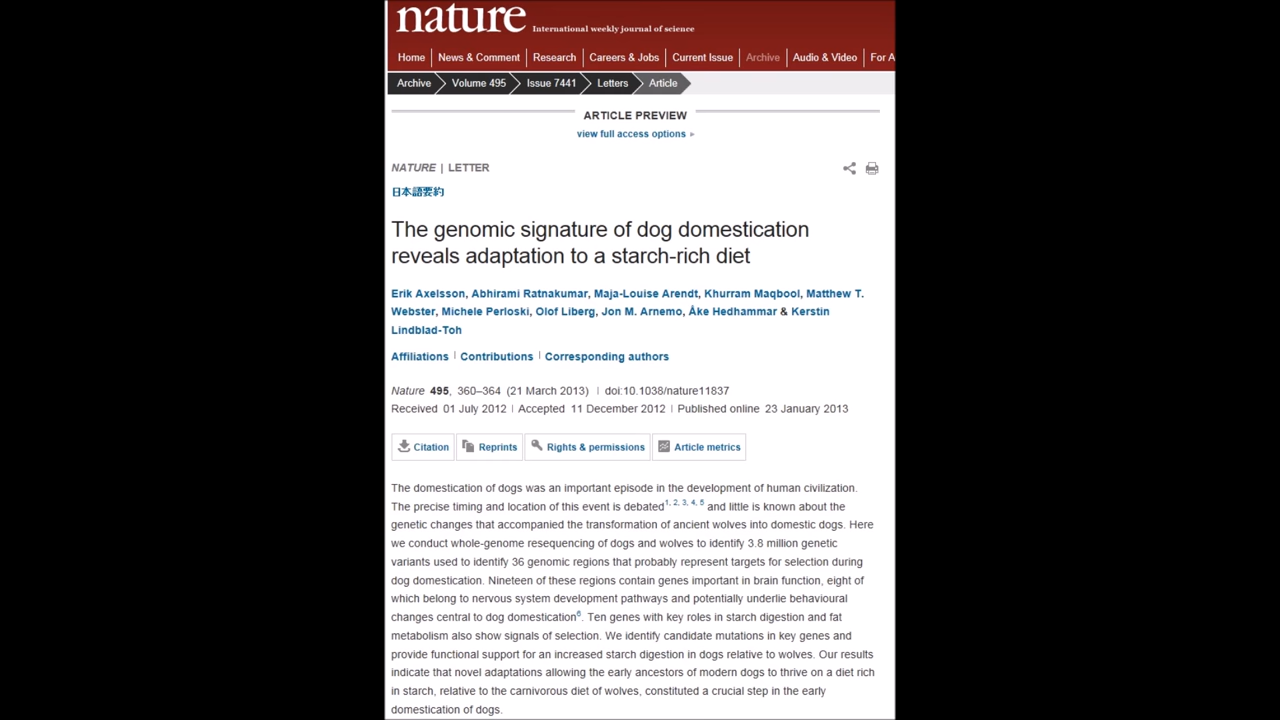 nature International weekly journal of science
Home News & Comment Research Careers & Jobs Current Issue Archive Audio & Video For A
Archive Volume 495 Issue 7441 Letters Article
ARTICLE PREVIEW
view full access options
NATURE | LETTER
日本語要約
The genomic signature of dog domestication
reveals adaptation to a starch-rich diet
Erik Axelsson, Abhirami Ratnakumar, Maja-Louise Arendt, Khurram Maqbool, Matthew T.
Webster, Michele Perloski, Olof Liberg, Jon M. Arnemo, Åke Hedhammar & Kerstin
Lindblad-Toh
Affiliations | Contributions | Corresponding authors
Nature 495, 360–364 (21 March 2013) | doi:10.1038/nature11837
Received 01 July 2012 | Accepted 11 December 2012 | Published online 23 January 2013
Citation Reprints Rights & permissions Article metrics
The domestication of dogs was an important episode in the development of human civilization.
The precise timing and location of this event is debated1, 2, 3, 4, 5 and little is known about the
genetic changes that accompanied the transformation of ancient wolves into domestic dogs. Here
we conduct whole-genome resequencing of dogs and wolves to identify 3.8 million genetic
variants used to identify 36 genomic regions that probably represent targets for selection during
dog domestication. Nineteen of these regions contain genes important in brain function, eight of
which belong to nervous system development pathways and potentially underlie behavioural
changes central to dog domestication6. Ten genes with key roles in starch digestion and fat
metabolism also show signals of selection. We identify candidate mutations in key genes and
provide functional support for an increased starch digestion in dogs relative to wolves. Our results
indicate that novel adaptations allowing the early ancestors of modern dogs to thrive on a diet rich
in starch, relative to the carnivorous diet of wolves, constituted a crucial step in the early
domestication of dogs.